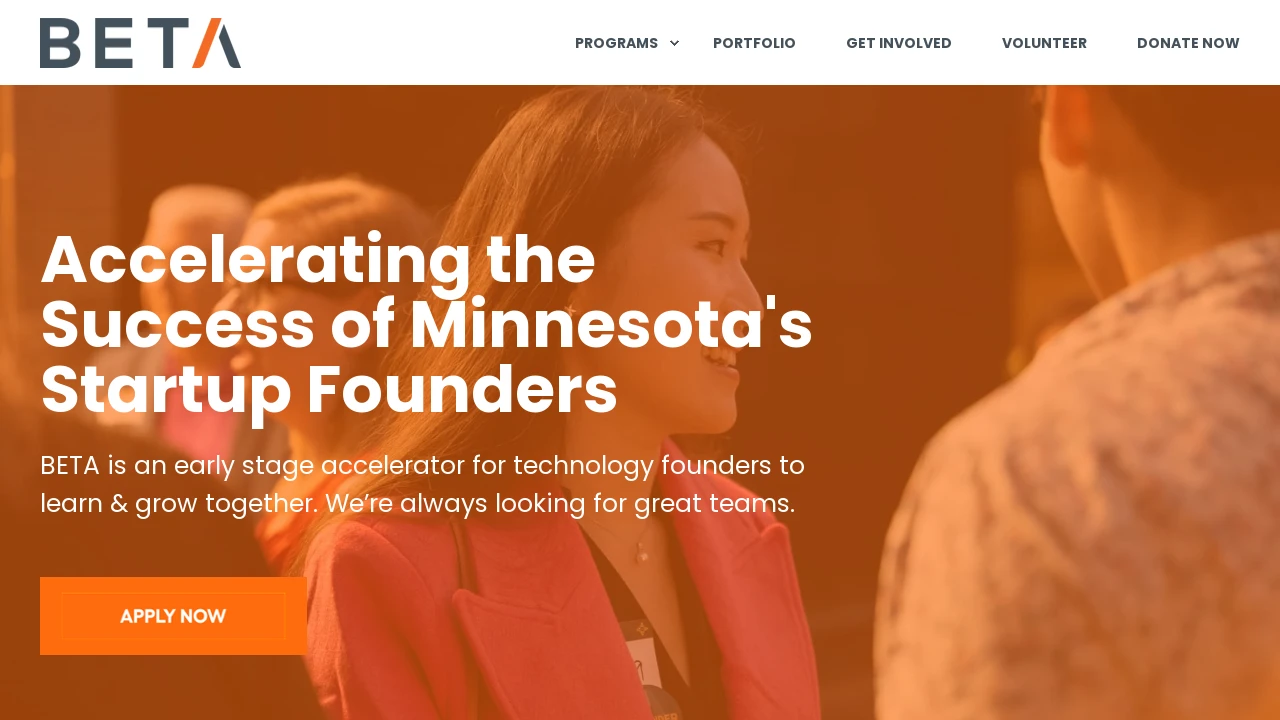 BETA
PROGRAMS
PORTFOLIO
GET INVOLVED
VOLUNTEER
DONATE NOW
Accelerating the
Success of Minnesota's
Startup Founders
BETA is an early stage accelerator for technology founders to
learn & grow together. We’re always looking for great teams.
APPLY NOW